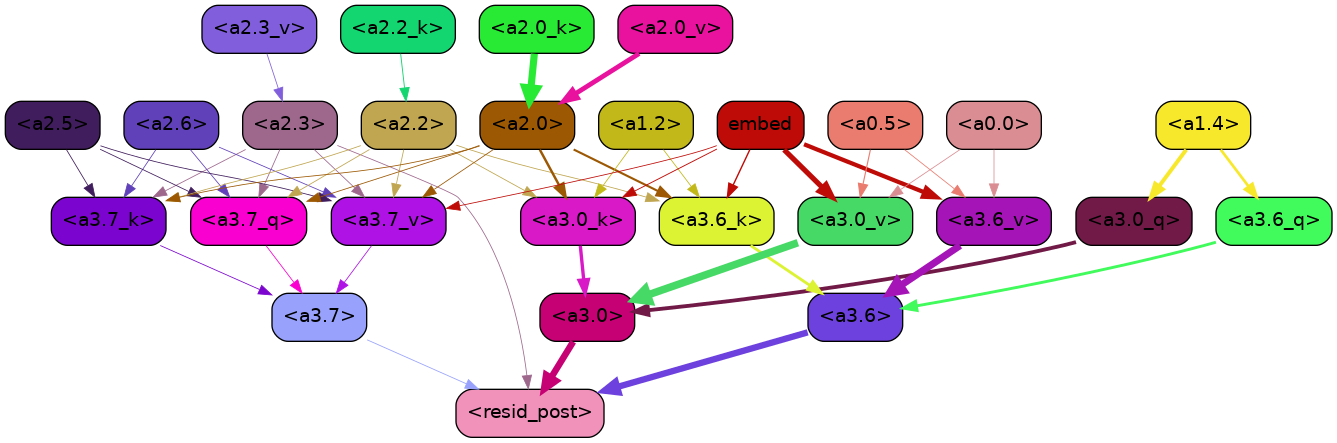 <a2.3_v> <a2.2_k> <a2.0_k> <a2.0_v>
<a2.5> <a2.6> <a2.3> <a2.2> <a2.0> <a1.2> embed <a0.5> <a0.0> <a1.4>
<a3.7_k> <a3.7_q> <a3.7_v> <a3.0_k> <a3.6_k> <a3.0_v> <a3.6_v> <a3.0_q> <a3.6_q>
<a3.7> <a3.0> <a3.6>
<resid_post>